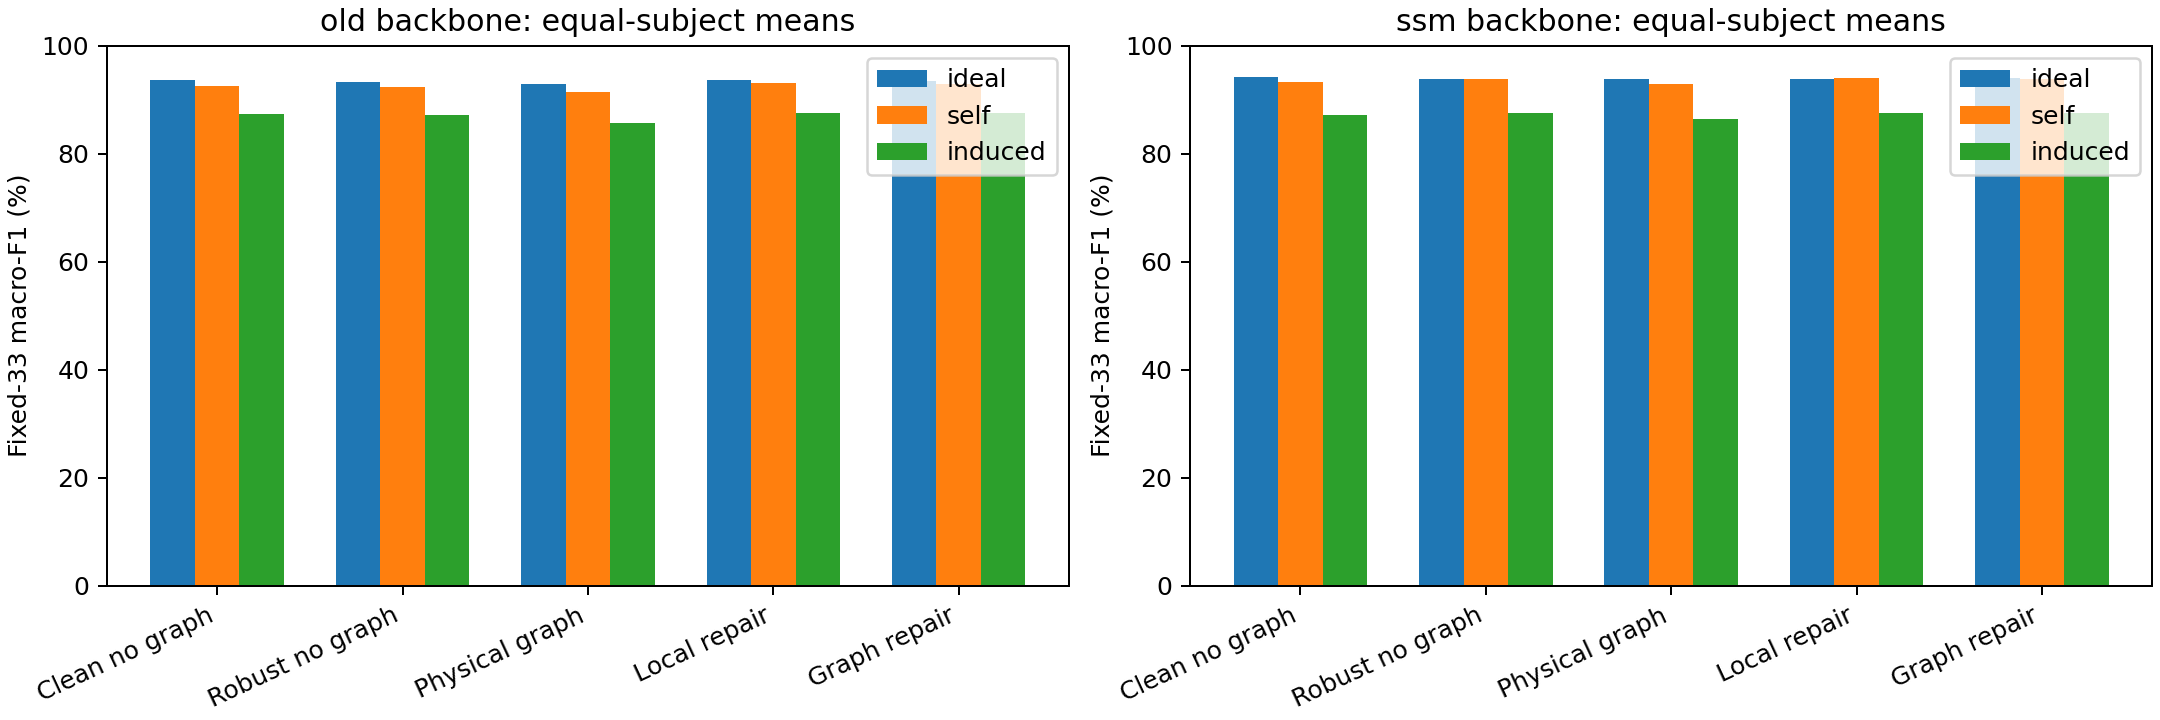 old backbone: equal-subject means
Fixed-33 macro-F1 (%)
100
80
60
40
20
0
ideal
self
induced
Clean no graph
Robust no graph
Physical graph
Local repair
Graph repair
ssm backbone: equal-subject means
Fixed-33 macro-F1 (%)
100
80
60
40
20
0
ideal
self
induced
Clean no graph
Robust no graph
Physical graph
Local repair
Graph repair